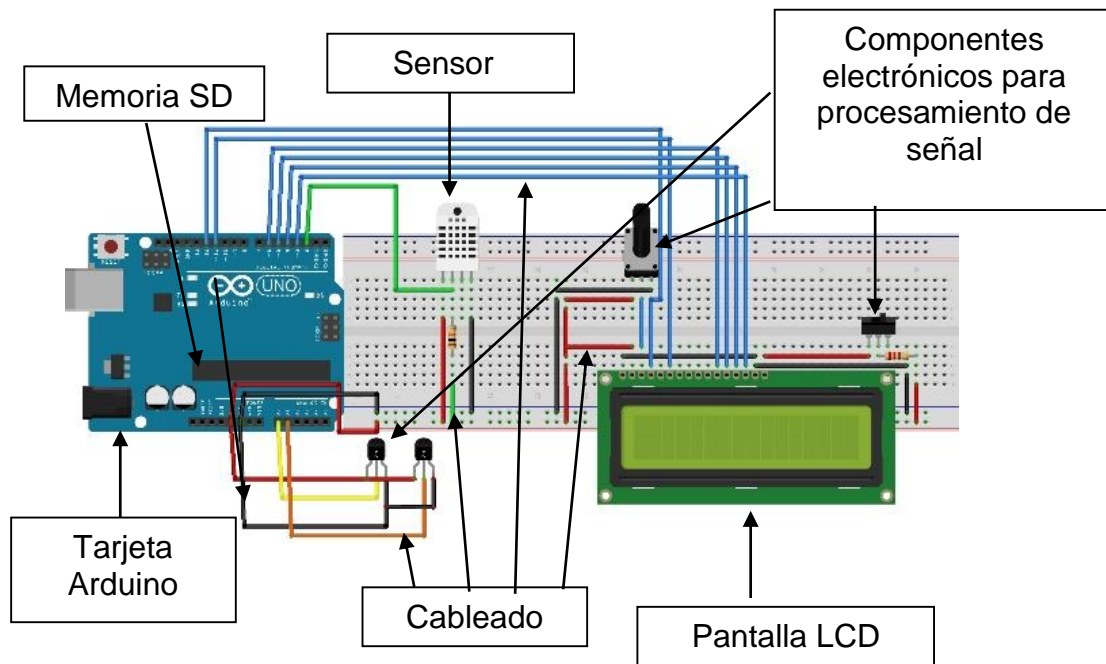 Componentes
electrónicos para
procesamiento de
señal
Sensor
Memoria SD
UNO
Tarjeta
Arduino
Cableado
Pantalla LCD